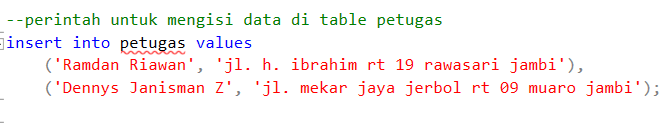 --perintah untuk mengisi data di table petugas
insert into petugas values
('Ramdan Riawan', 'jl. h. ibrahim rt 19 rawasari jambi'),
('Dennys Janisman Z', 'jl. mekar jaya jerbol rt 09 muaro jambi');